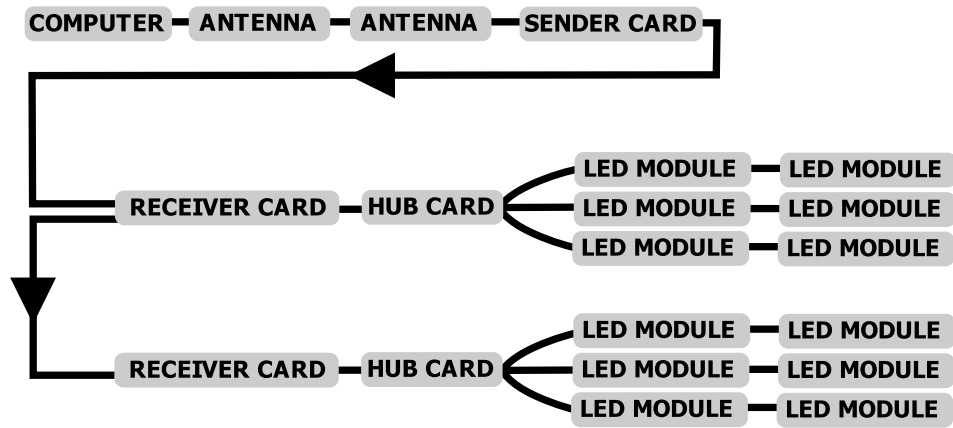 COMPUTER ANTENNA ANTENNA SENDER CARD
LED MODULE LED MODULE
RECEIVER CARD HUB CARD LED MODULE LED MODULE
LED MODULE LED MODULE
LED MODULE LED MODULE
RECEIVER CARD HUB CARD LED MODULE LED MODULE
LED MODULE LED MODULE